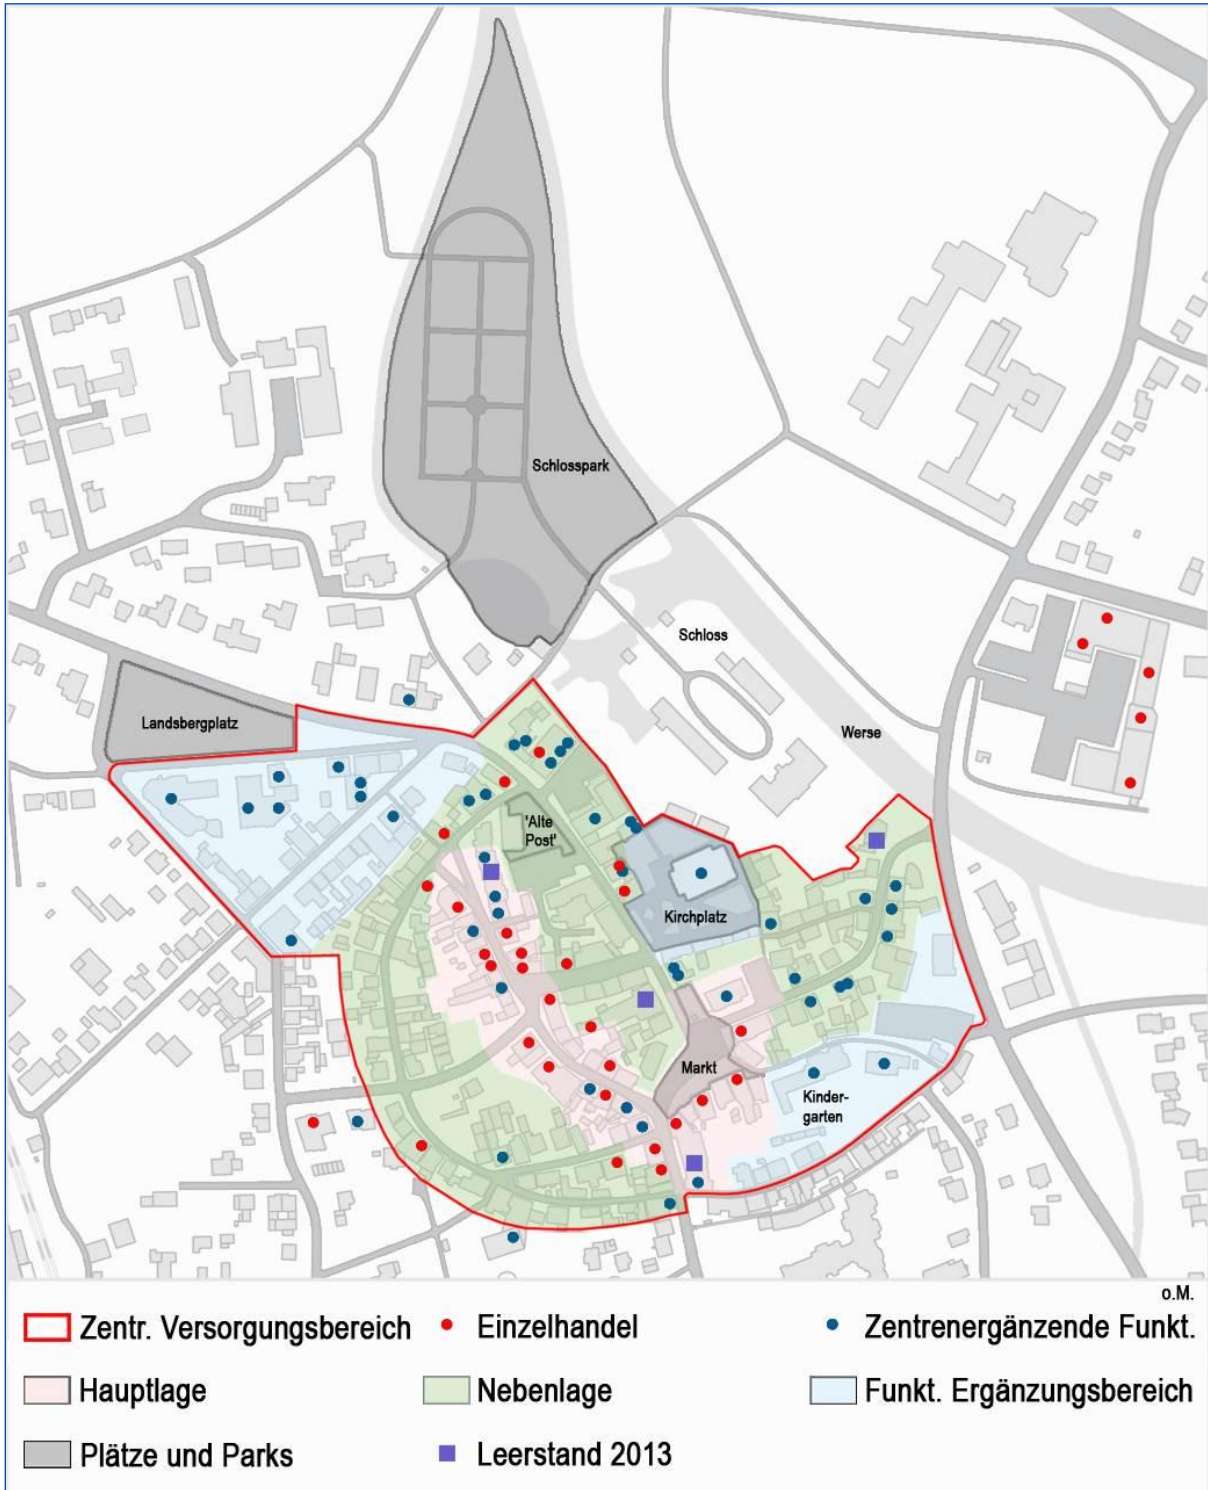 Schlosspark
Schloss
Landsbergplatz
Werse
'Alte
Post'
Kirchplatz
Markt
Kinder-
garten
o.M.
Zentr. Versorgungsbereich
Einzelhandel
Zentrenergänzende Funkt.
Hauptlage
Nebenlage
Funkt. Ergänzungsbereich
Plätze und Parks
Leerstand 2013